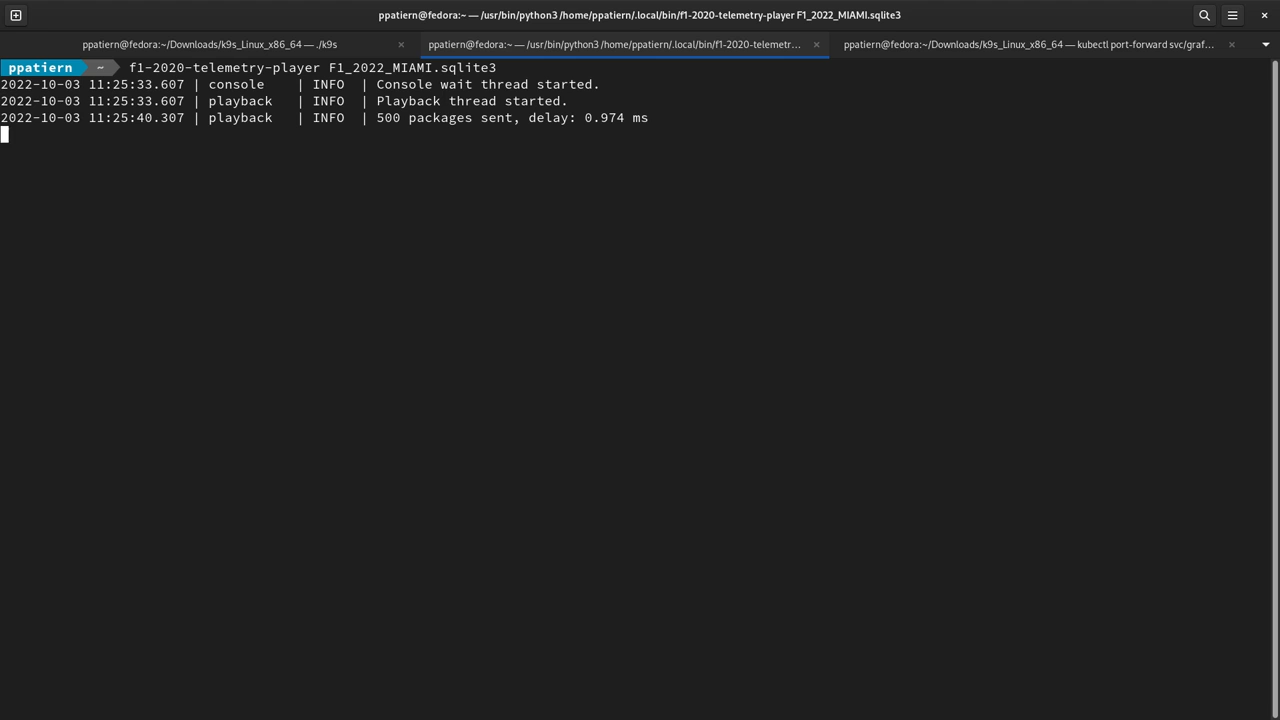 ppatiern@fedora:~ — /usr/bin/python3 /home/ppatiern/.local/bin/f1-2020-telemetry-player F1_2022_MIAMI.sqlite3
ppatiern@fedora:~/Downloads/k9s_Linux_x86_64 — ./k9s
ppatiern@fedora:~ — /usr/bin/python3 /home/ppatiern/.local/bin/f1-2020-telemetr...
ppatiern@fedora:~/Downloads/k9s_Linux_x86_64 — kubectl port-forward svc/graf...
ppatiern ~ f1-2020-telemetry-player F1_2022_MIAMI.sqlite3
2022-10-03 11:25:33.607 | console | INFO | Console wait thread started.
2022-10-03 11:25:33.607 | playback | INFO | Playback thread started.
2022-10-03 11:25:40.307 | playback | INFO | 500 packages sent, delay: 0.974 ms